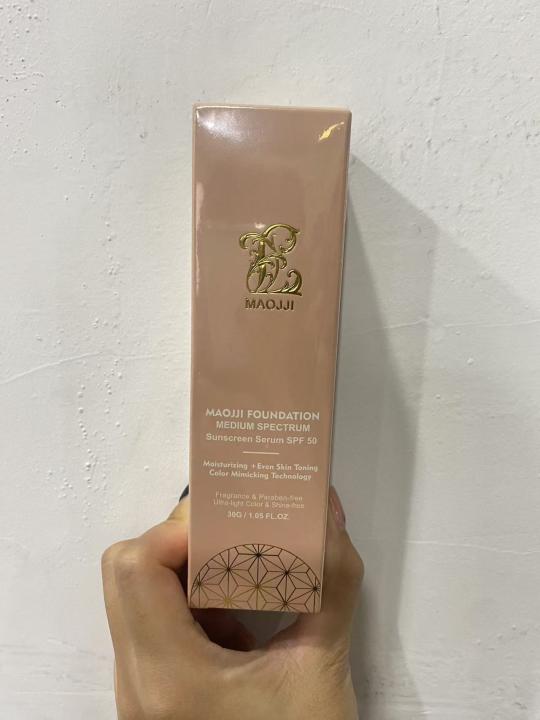 MAOJJI
MAOJJI FOUNDATION
MEDIUM SPECTRUM
Sunscreen Serum SPF 50
Moisturizing +Even Skin Toning
Color Mimicking Technology
Fragrance & Paraben-free
Ultra-light Color & Shine-free
30G / 1.05 FL.OZ.